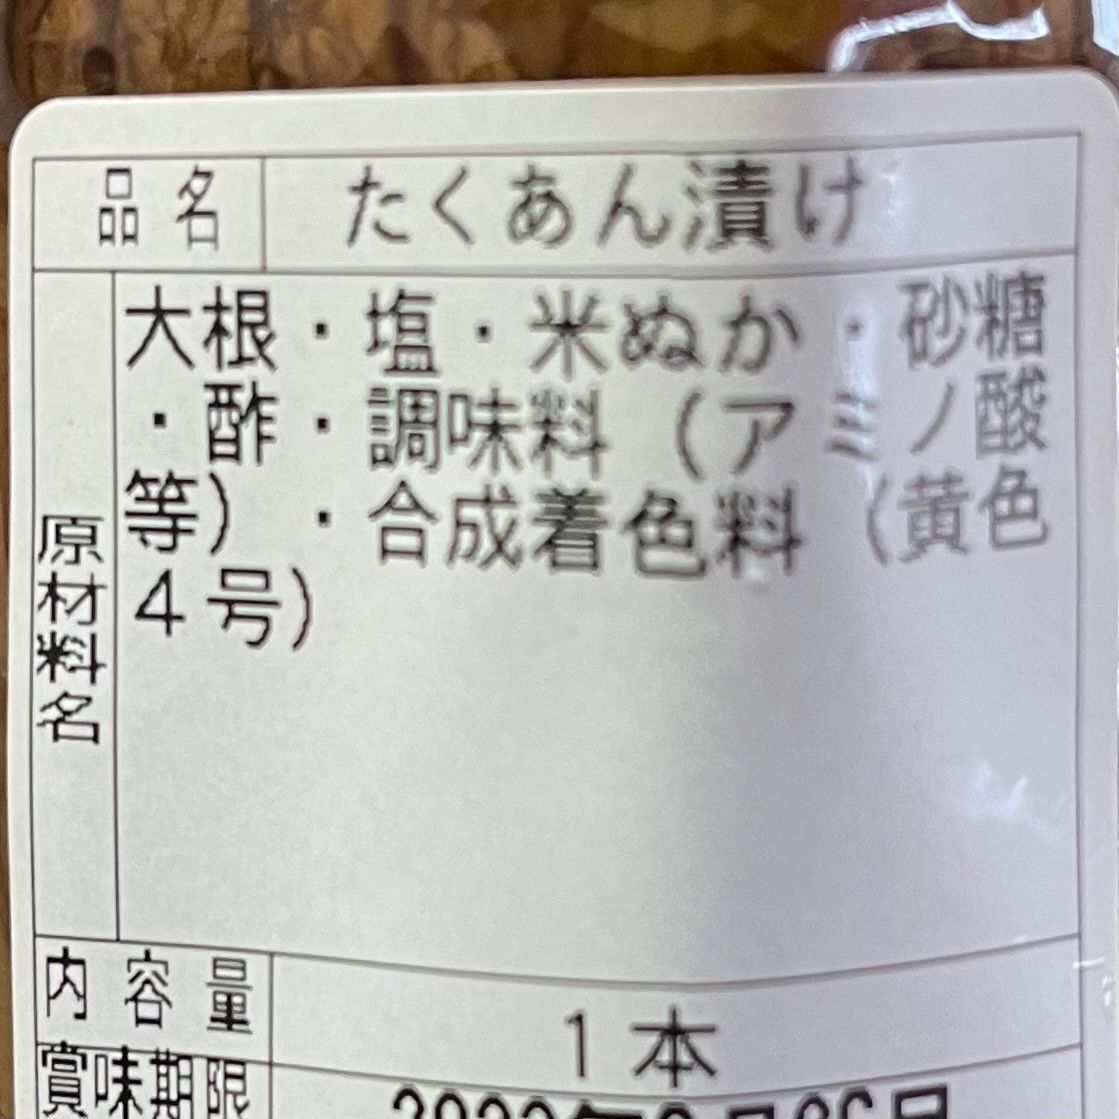 品名 たくあん漬け
原材料名
大根・塩・米ぬか・砂糖
・酢・調味料（アミノ酸
等）・合成着色料（黄色
４号）
内容量 1本
賞味期限